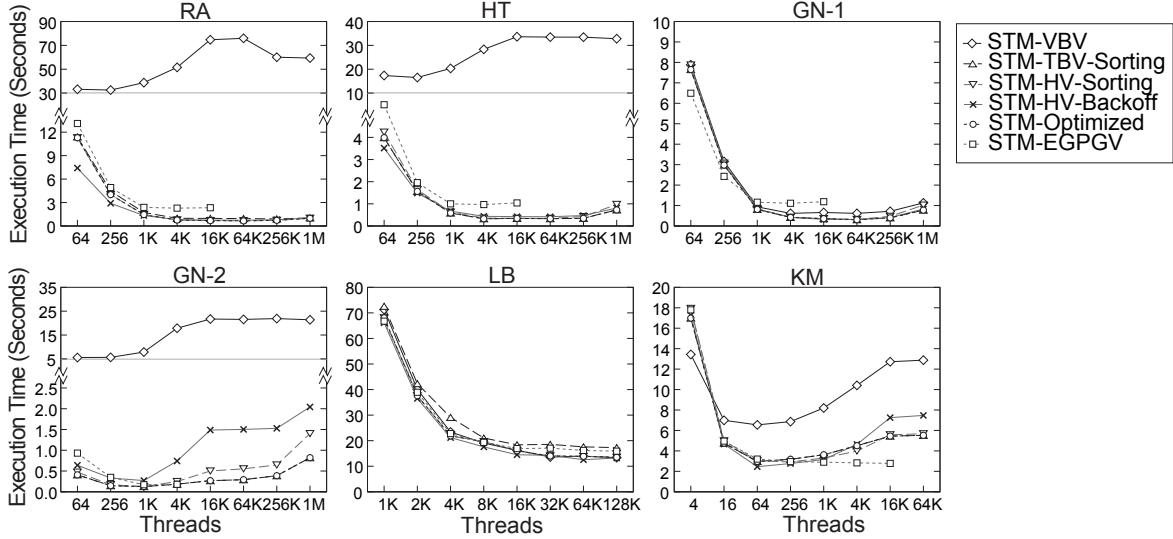 RA
HT
GN-1
Execution Time (Seconds)
90
70
50
30
12
9
6
3
0
64 256 1K 4K 16K 64K 256K 1M
40
30
20
10
4
3
2
1
0
64 256 1K 4K 16K 32K 256K 1M
10
9
8
7
6
5
4
3
2
1
0
64 256 1K 4K 16K 64K 256K 1M
STM-VBV
STM-TBV-Sorting
STM-HV-Sorting
STM-HV-Backoff
STM-Optimized
STM-EGPGV
GN-2
LB
KM
Execution Time (Seconds)
35
25
15
5
2.5
2.0
1.5
1.0
0.5
0.0
64 256 1K 4K 16K 64K 256K 1M
Threads
80
70
60
50
40
30
20
10
0
1K 2K 4K 8K 16K 32K 64K 128K
Threads
20
18
16
14
12
10
8
6
4
2
0
4 16 64 256 1K 4K 16K 64K
Threads